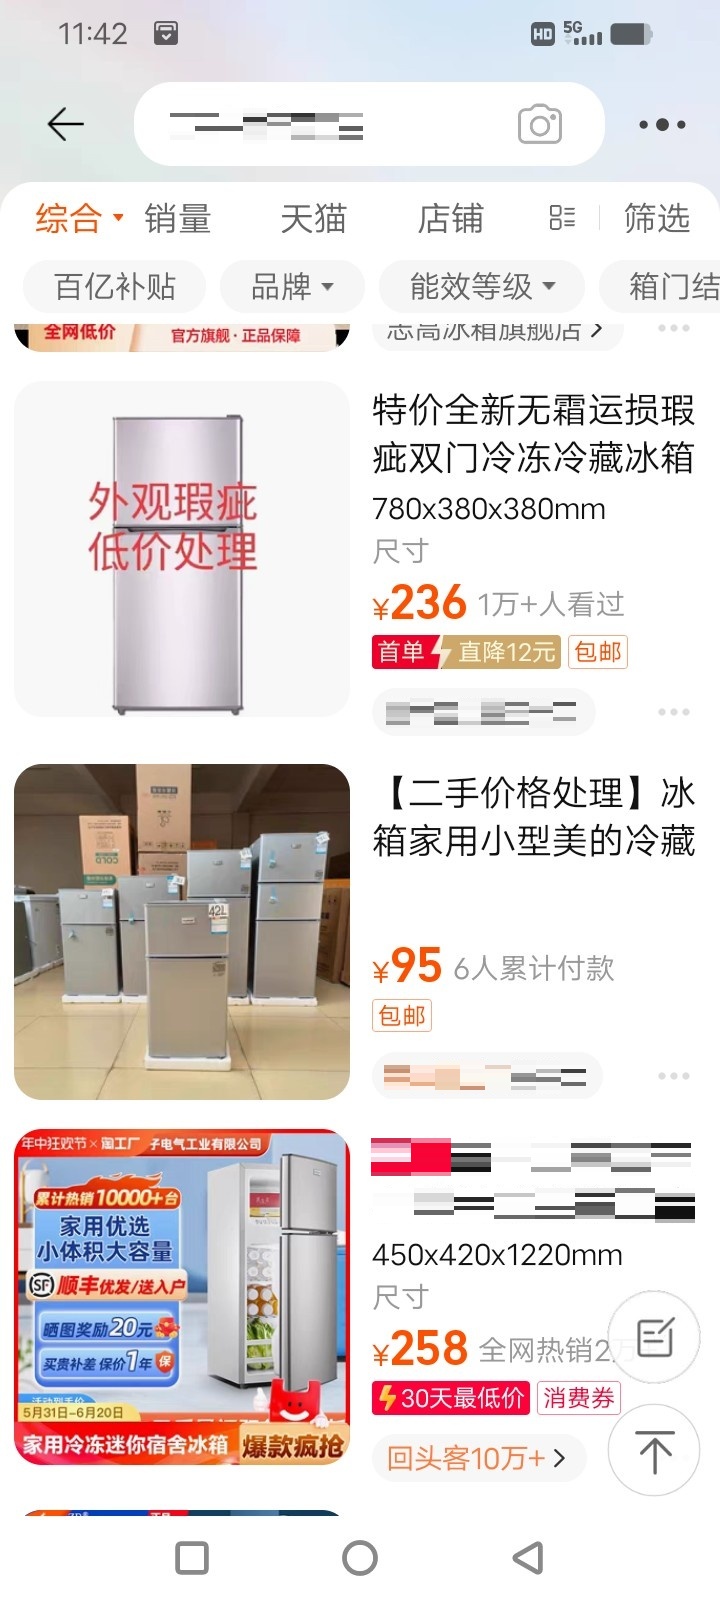 11:42
HD 5G
综合 销量 天猫 店铺 筛选
百亿补贴 品牌 能效等级 箱门结
全网低价 官方旗舰·正品保障
志高冰箱旗舰店
特价全新无霜运损瑕
疵双门冷冻冷藏冰箱
外观瑕疵
低价处理
780x380x380mm
尺寸
¥236 1万+人看过
首单 直降12元 包邮
【二手价格处理】冰
箱家用小型美的冷藏
COLD
42L
¥95 6人累计付款
包邮
年中狂欢节×淘工厂 子电气工业有限公司
累计热销10000+台
家用优选
小体积大容量
SF 顺丰优发/送入户
晒图奖励20元
买贵补差 保价1年 保
5月31日-6月20日
家用冷冻迷你宿舍冰箱 爆款疯抢
450x420x1220mm
尺寸
¥258 全网热销2万
30天最低价 消费券
回头客10万+